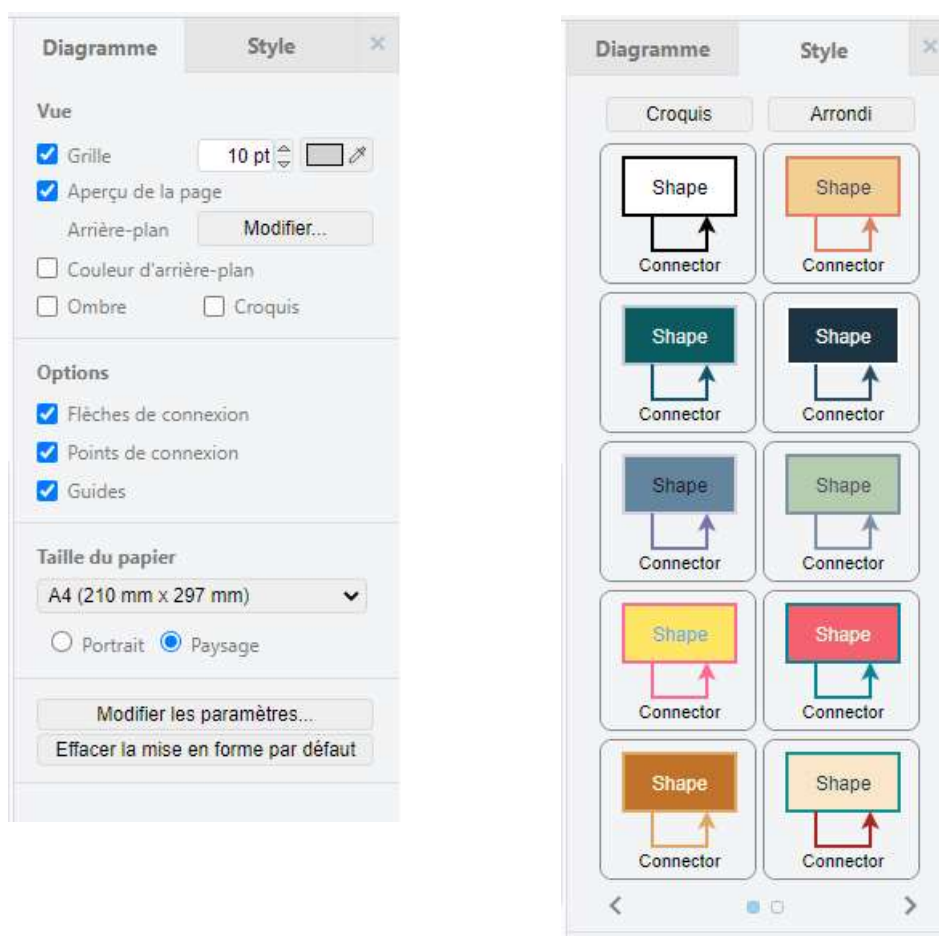 Diagramme Style
Vue
Grille 10 pt
Aperçu de la page
Arrière-plan Modifier...
Couleur d'arrière-plan
Ombre Croquis
Options
Flèches de connexion
Points de connexion
Guides
Taille du papier
A4 (210 mm x 297 mm)
Portrait Paysage
Modifier les paramètres...
Effacer la mise en forme par défaut
Diagramme Style
Croquis Arrondi
Shape Shape
Connector Connector
Shape Shape
Connector Connector
Shape Shape
Connector Connector
Shape Shape
Connector Connector
Shape Shape
Connector Connector